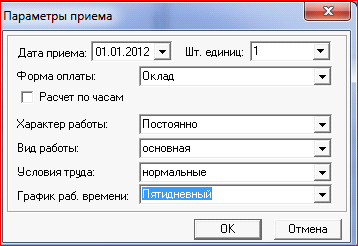 Параметры приема
Дата приема: 01.01.2012 Шт. единиц: 1
Форма оплаты: Оклад
Расчет по часам
Характер работы: Постоянно
Вид работы: основная
Условия труда: нормальные
График раб. времени: Пятидневный
OK Отмена